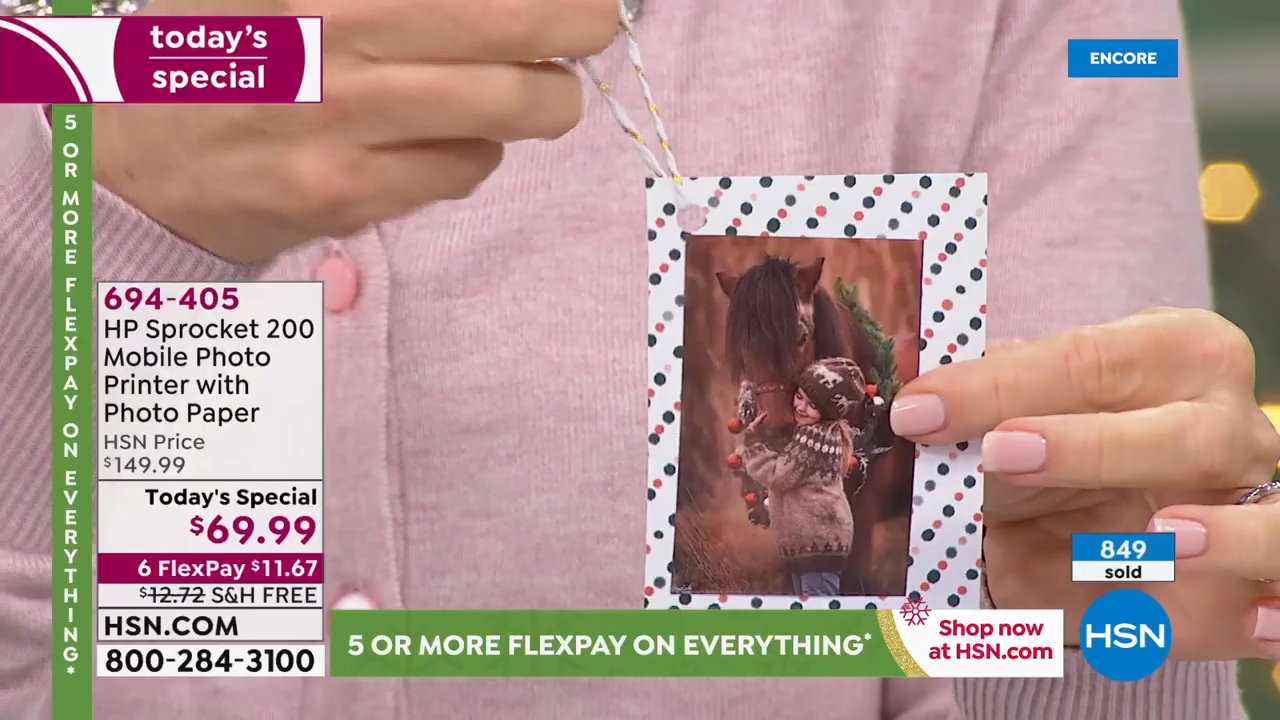 today's
special
ENCORE
5 OR MORE FLEXPAY ON EVERYTHING*
694-405
HP Sprocket 200
Mobile Photo
Printer with
Photo Paper
HSN Price
$149.99
Today's Special
$69.99
6 FlexPay $11.67
$12.72 S&H FREE
HSN.COM
800-284-3100
5 OR MORE FLEXPAY ON EVERYTHING*
Shop now
at HSN.com
849
sold
HSN